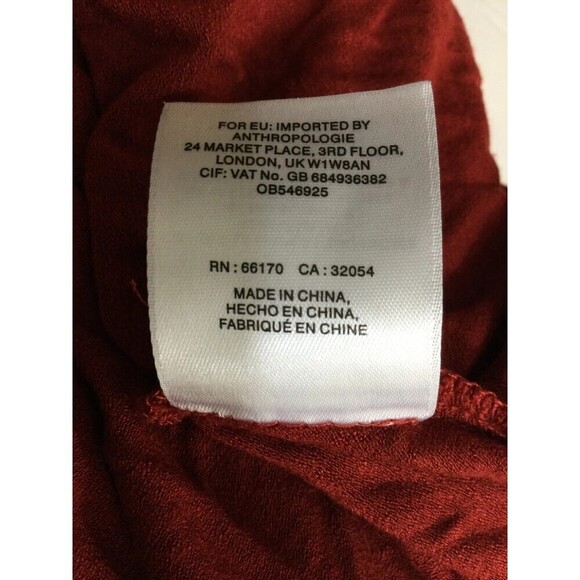 FOR EU: IMPORTED BY
ANTHROPOLOGIE
24 MARKET PLACE, 3RD FLOOR,
LONDON, UK W1W8AN
CIF: VAT No. GB 684936382
OB546925
RN : 66170 CA : 32054
MADE IN CHINA,
HECHO EN CHINA,
FABRIQUÉ EN CHINE